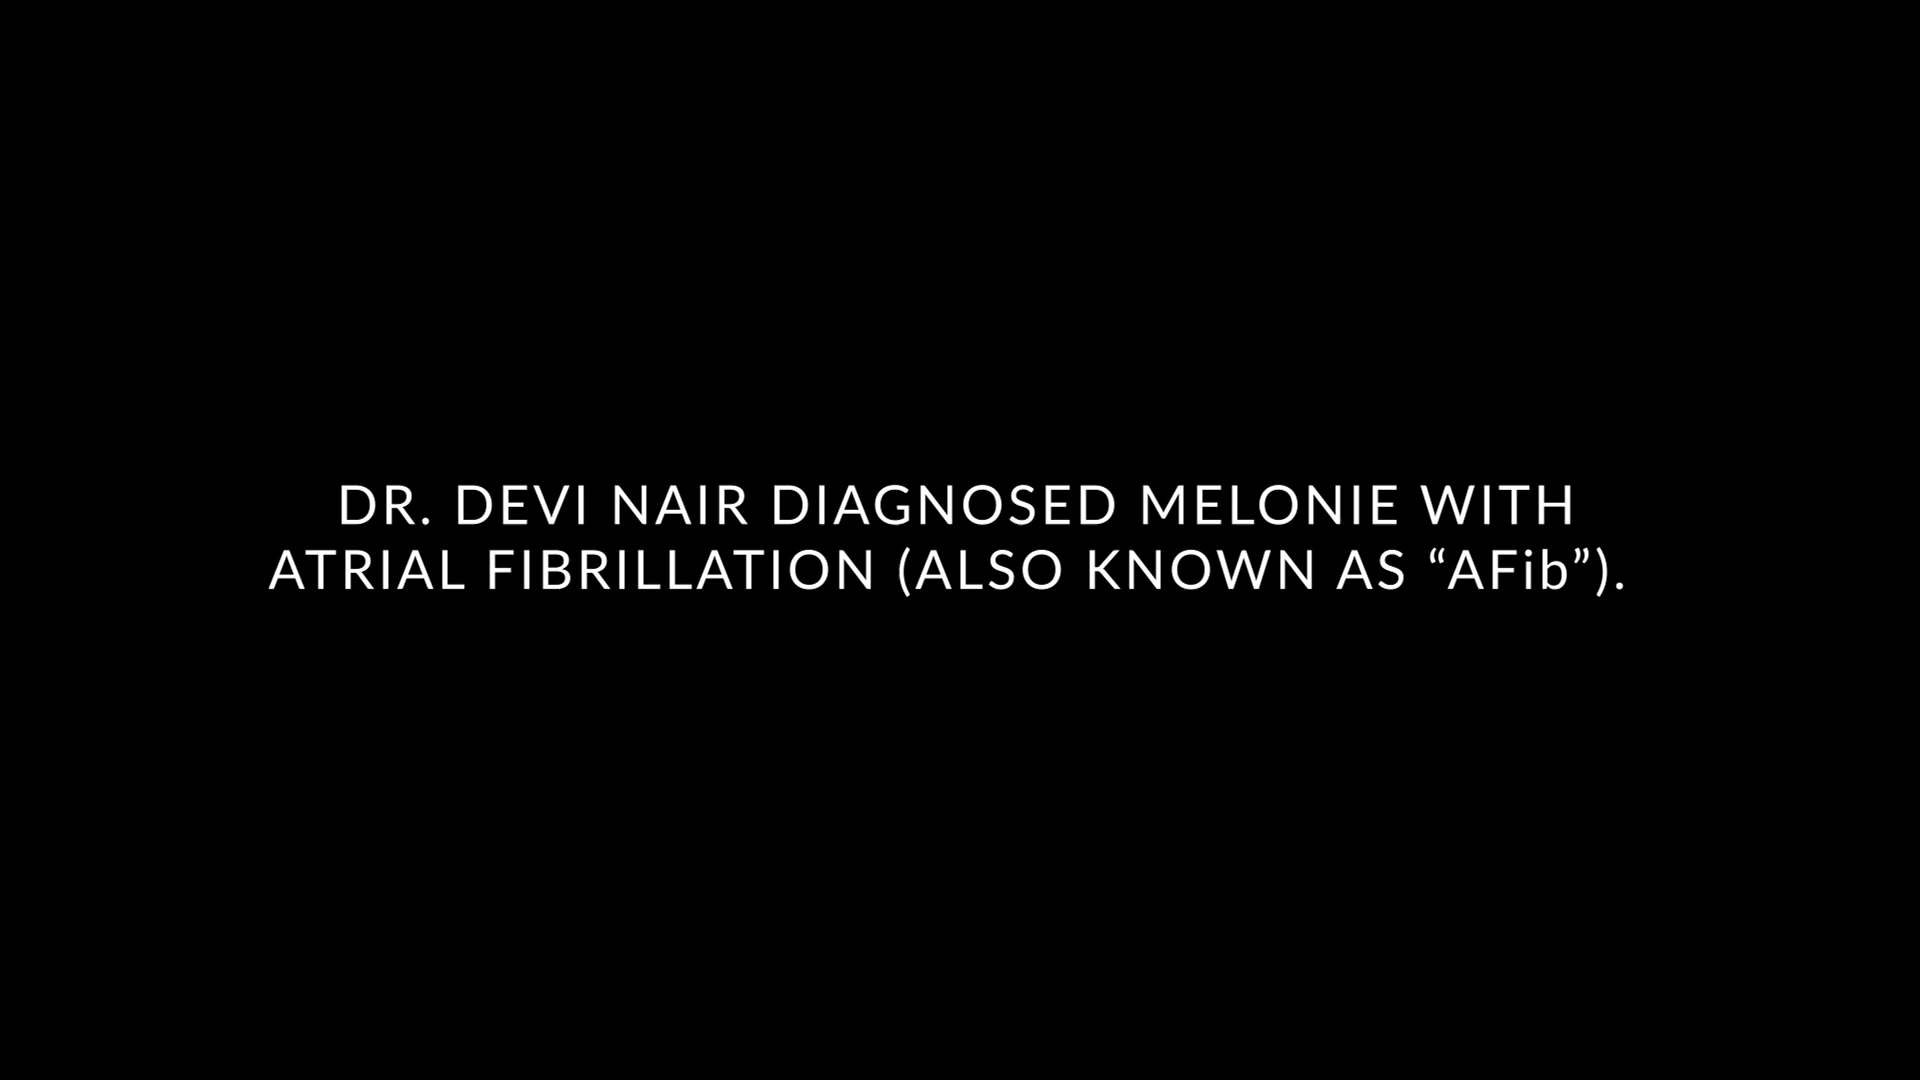 DR. DEVI NAIR DIAGNOSED MELONIE WITH
ATRIAL FIBRILLATION (ALSO KNOWN AS “AFib”).